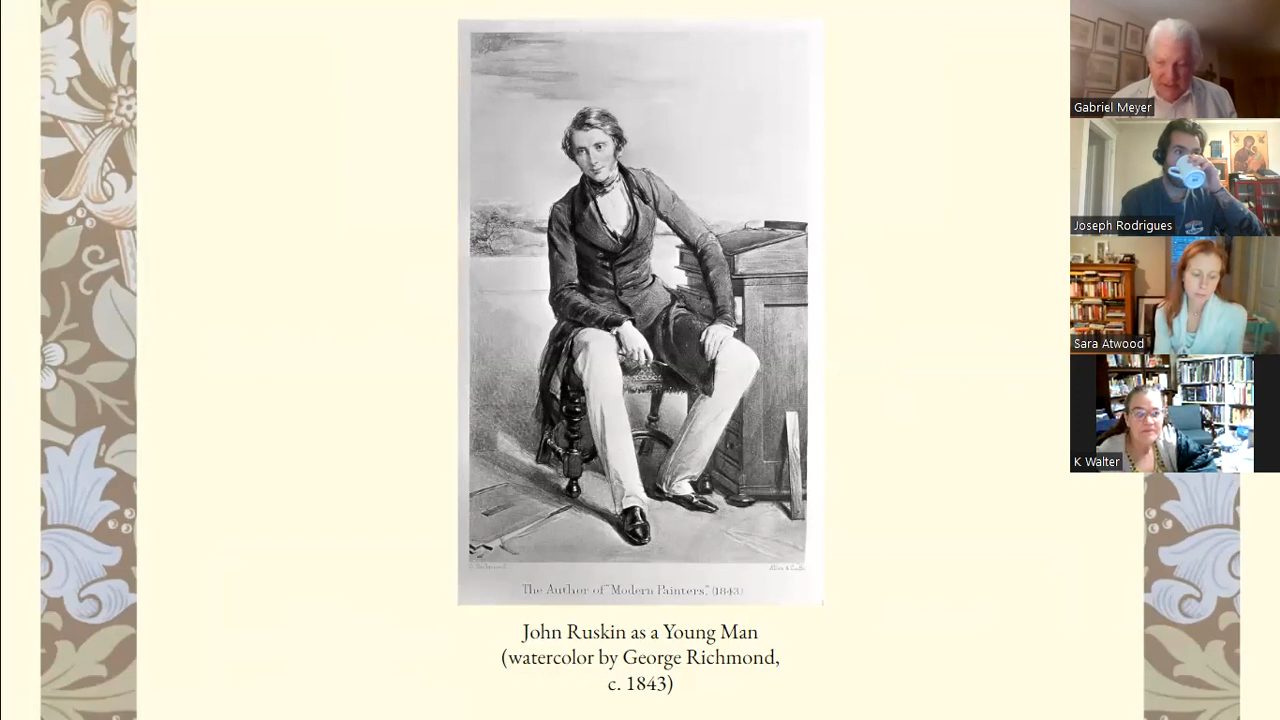 The Author of "Modern Painters." (1843)
John Ruskin as a Young Man
(watercolor by George Richmond,
c. 1843)
Gabriel Meyer
Joseph Rodrigues
Sara Atwood
K Walter